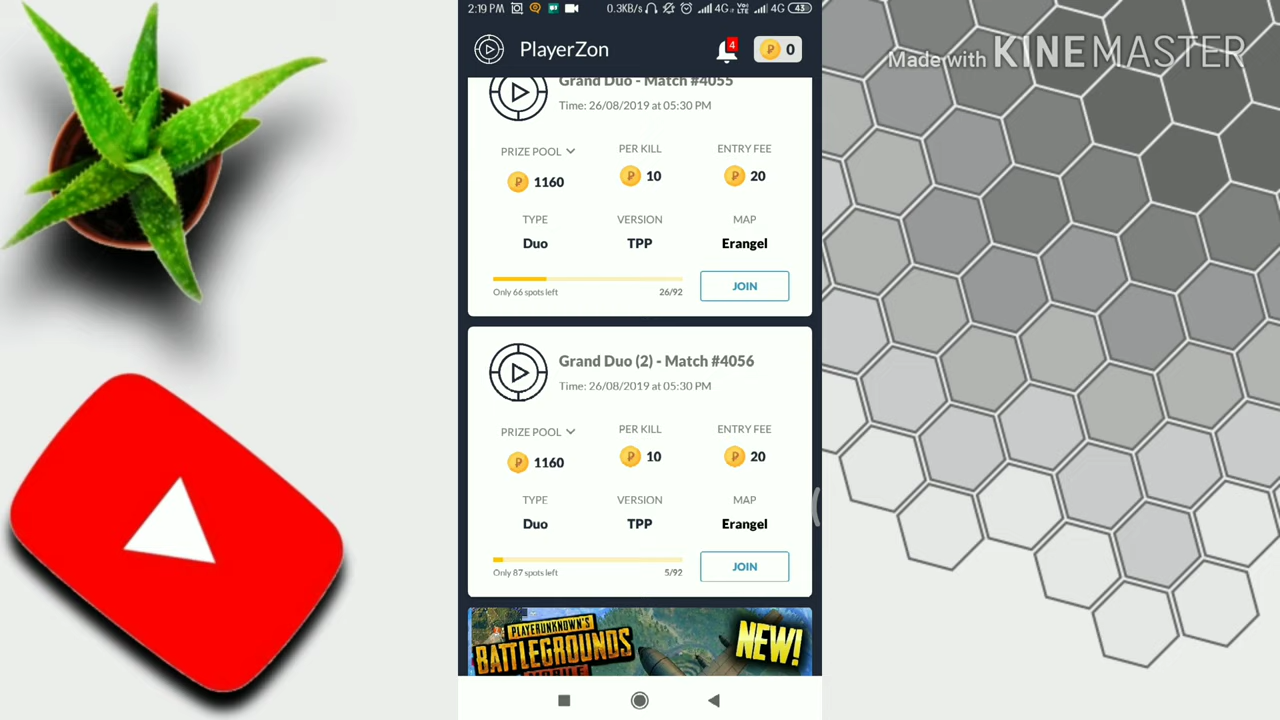 2:19 PM
0.3KB/s
4G
VoLTE
4G
43
PlayerZon
4
0
Made with KINEMASTER
Grand Duo - Match #4055
Time: 26/08/2019 at 05:30 PM
PRIZE POOL PER KILL ENTRY FEE
1160 10 20
TYPE VERSION MAP
Duo TPP Erangel
Only 66 spots left 26/92 JOIN
Grand Duo (2) - Match #4056
Time: 26/08/2019 at 05:30 PM
PRIZE POOL PER KILL ENTRY FEE
1160 10 20
TYPE VERSION MAP
Duo TPP Erangel
Only 87 spots left 5/92 JOIN
PLAYERUNKNOWN'S
BATTLEGROUNDS
MOBILE
NEW!